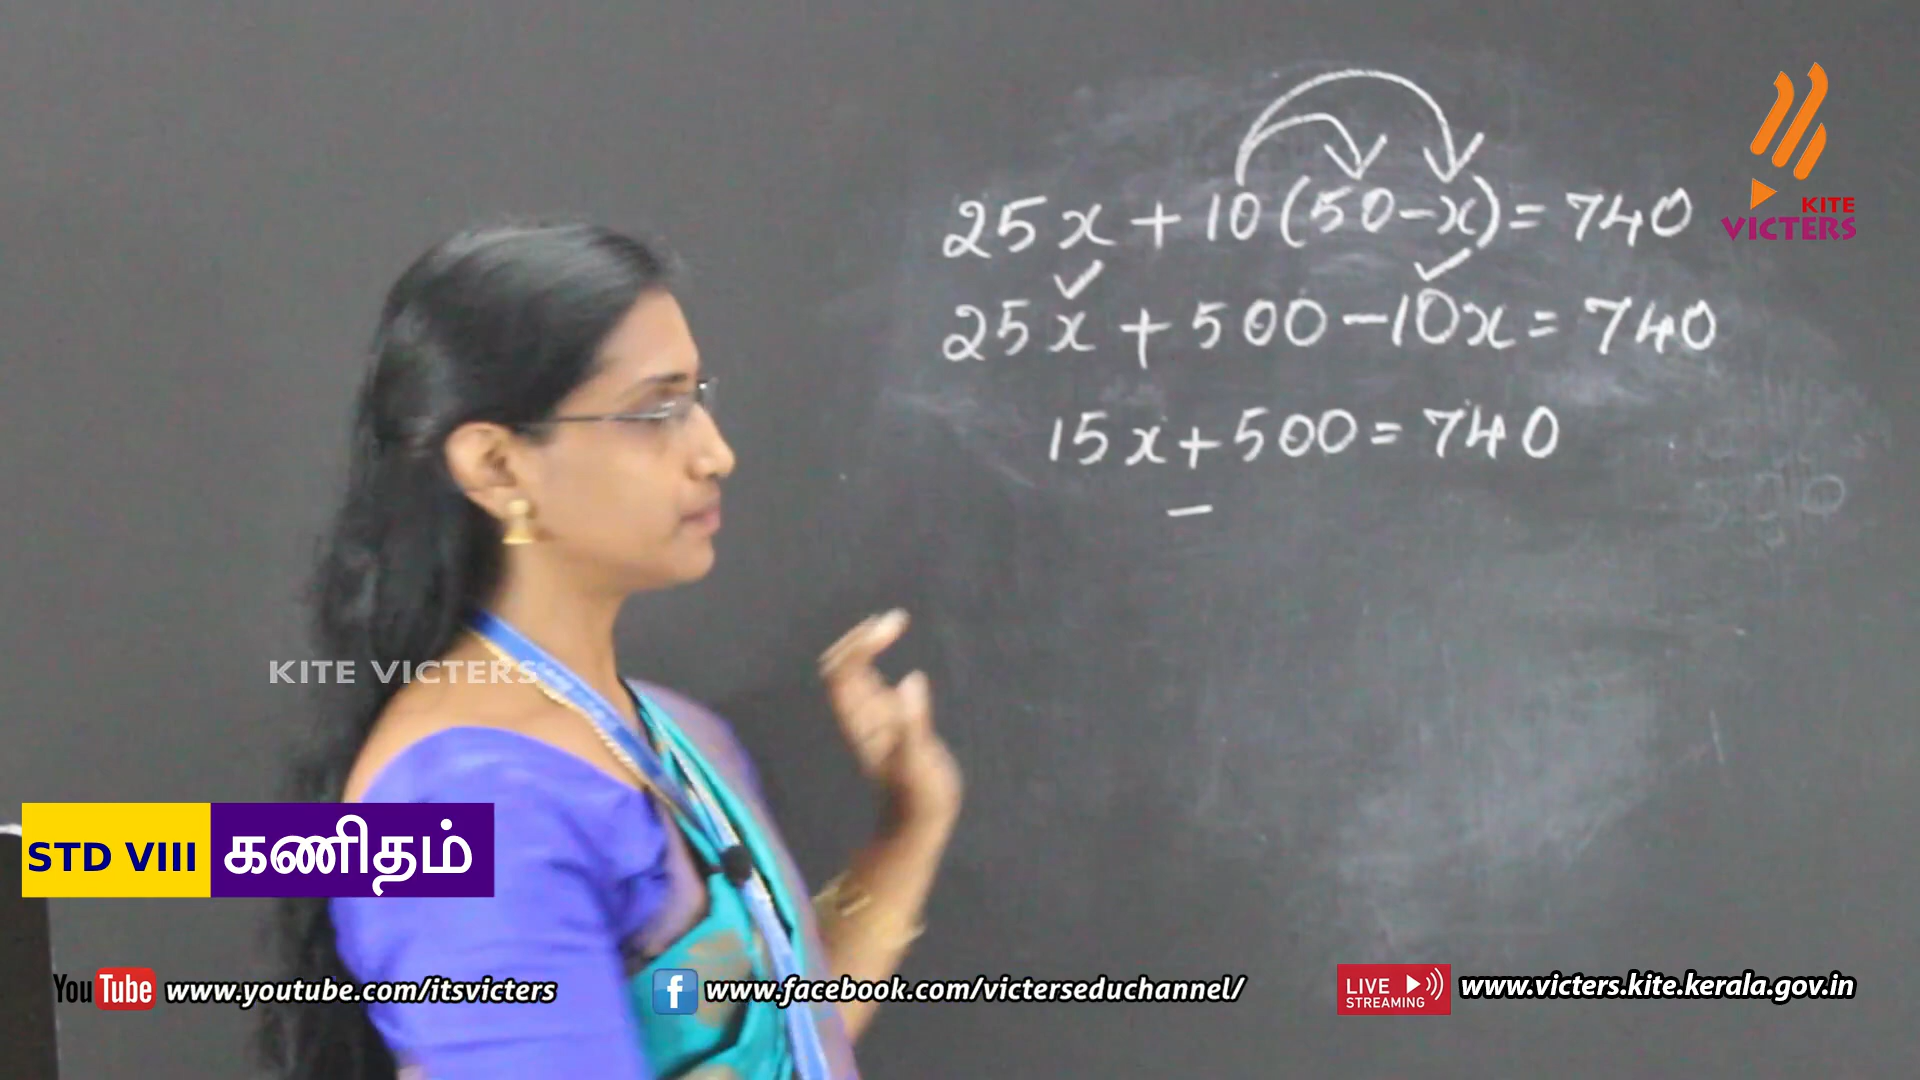 25x + 10(50-x) = 740
25x + 500 - 10x = 740
15x + 500 = 740
-
KITE
VICTERS
KITE VICTERS
STD VIII கணிதம்
YouTube www.youtube.com/itsvicters
f www.facebook.com/victerseduchannel/
LIVE STREAMING www.victers.kite.kerala.gov.in